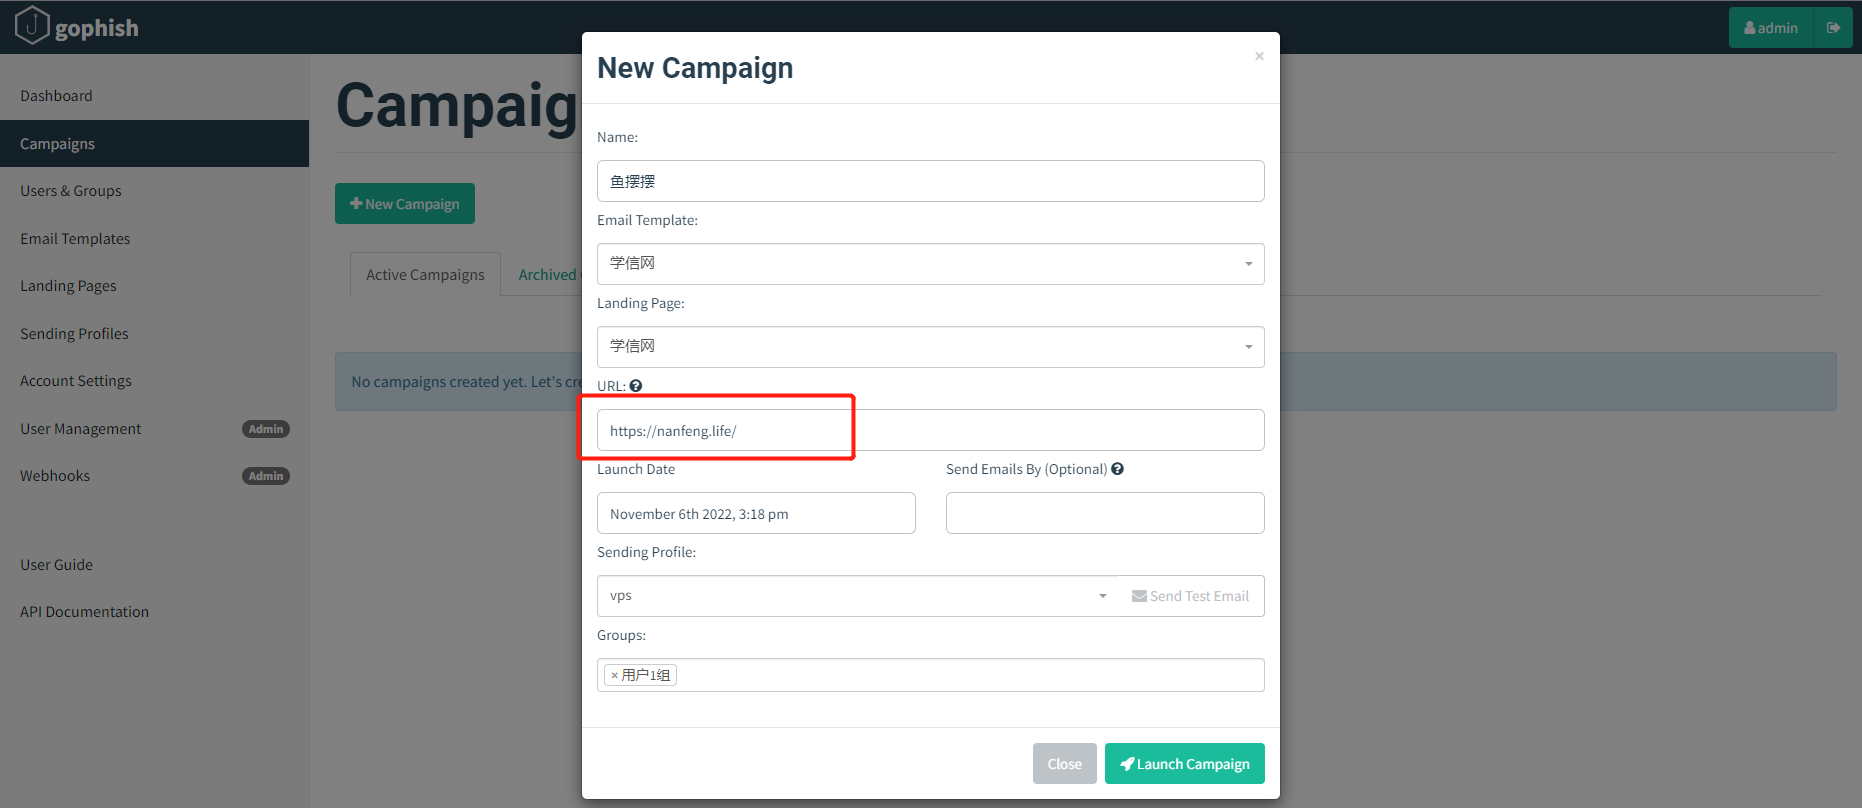 gophish
admin
Dashboard
Campaigns
Users & Groups
Email Templates
Landing Pages
Sending Profiles
Account Settings
User Management Admin
Webhooks Admin
User Guide
API Documentation
Campaig
New Campaign
Active Campaigns
Archived
No campaigns created yet. Let's cre
New Campaign
×
Name:
鱼摆摆
Email Template:
学信网
Landing Page:
学信网
URL:
https://nanfeng.life/
Launch Date
November 6th 2022, 3:18 pm
Send Emails By (Optional)
Sending Profile:
vps
Send Test Email
Groups:
× 用户1组
Close
Launch Campaign